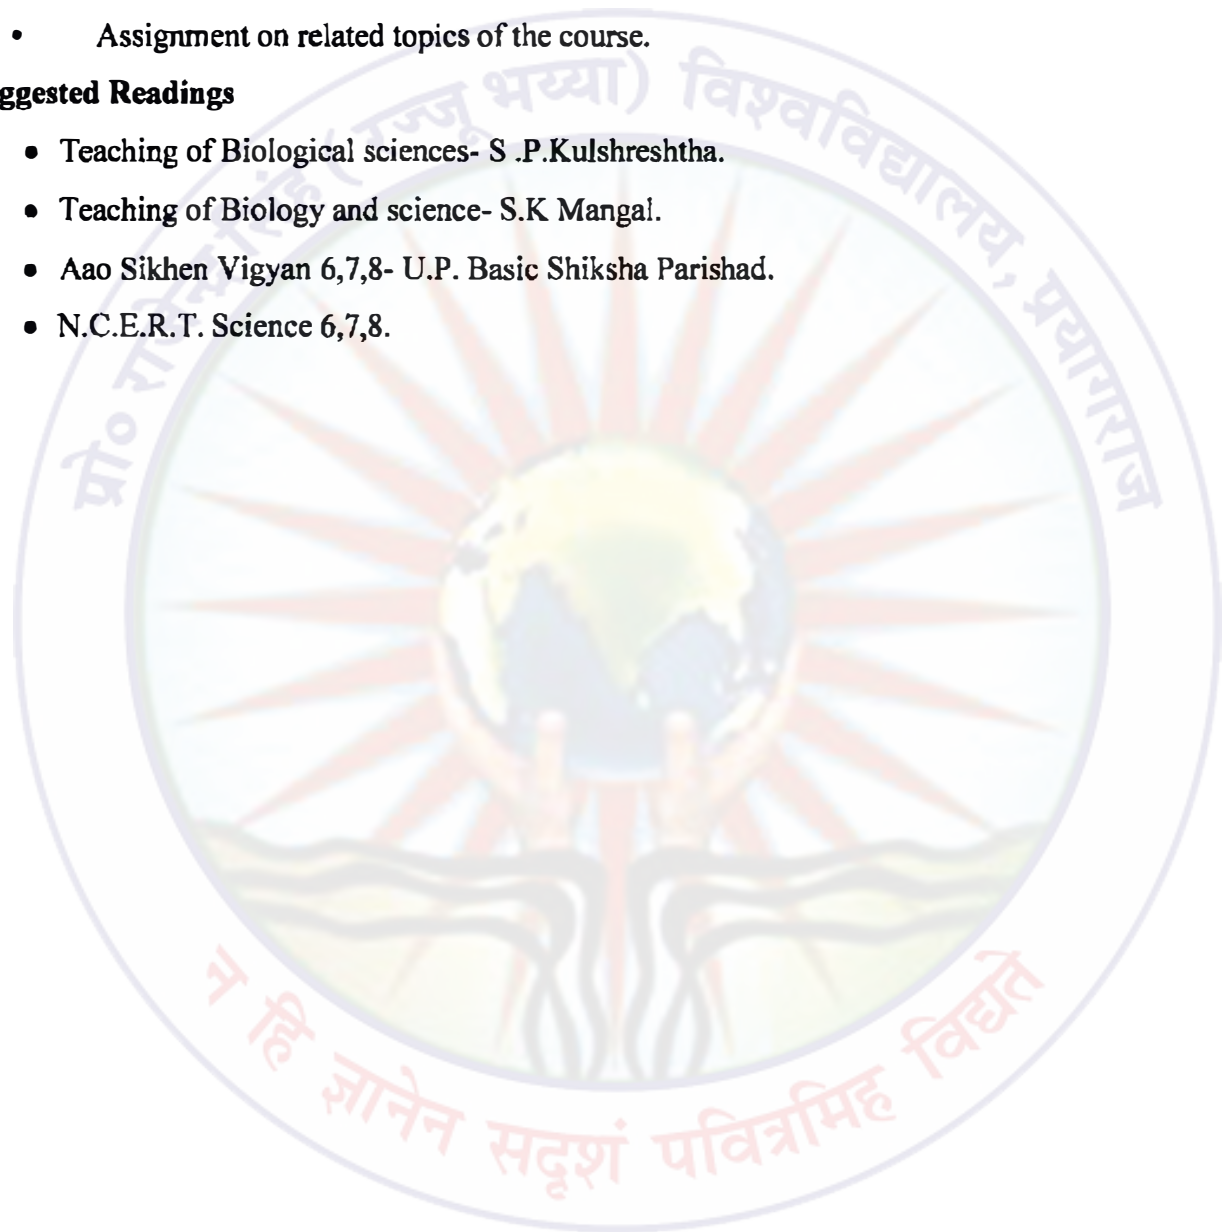 • Assignment on related topics of the course.
ggested Readings
• Teaching of Biological sciences- S .P.Kulshreshtha.
• Teaching of Biology and science- S.K Mangal.
• Aao Sikhen Vigyan 6,7,8- U.P. Basic Shiksha Parishad.
• N.C.E.R.T. Science 6,7,8.
प्रो० राजेन्द्र सिंह (रज्जू भय्या) विश्वविद्यालय, प्रयागराज
न हि ज्ञानेन सदृशं पवित्रमिह विद्यते